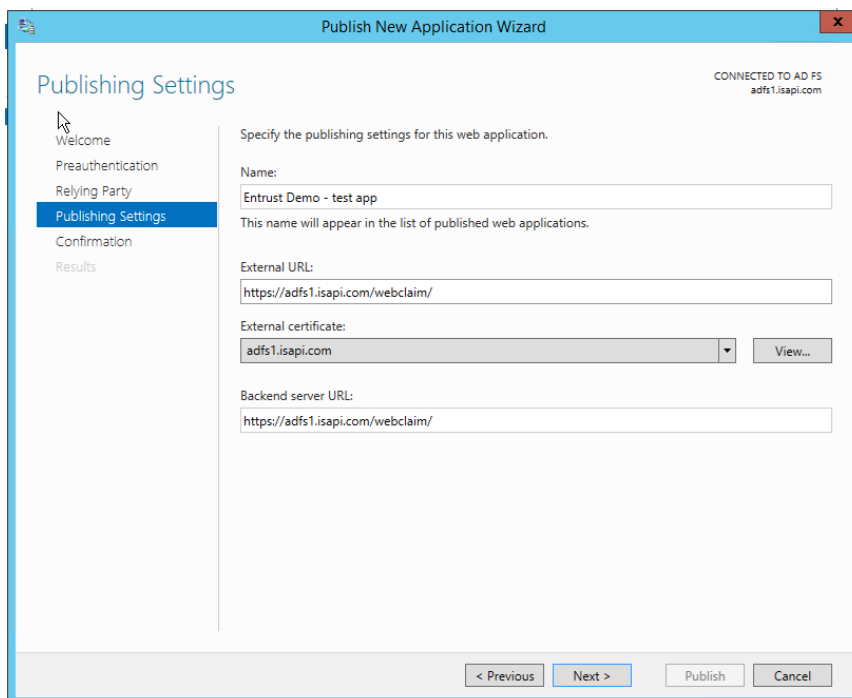 Publish New Application Wizard
X
Publishing Settings
CONNECTED TO AD FS
adfs1.isapi.com
Welcome
Preauthentication
Relying Party
Publishing Settings
Confirmation
Results
Specify the publishing settings for this web application.
Name:
Entrust Demo - test app
This name will appear in the list of published web applications.
External URL:
https://adfs1.isapi.com/webclaim/
External certificate:
adfs1.isapi.com
View...
Backend server URL:
https://adfs1.isapi.com/webclaim/
< Previous
Next >
Publish
Cancel